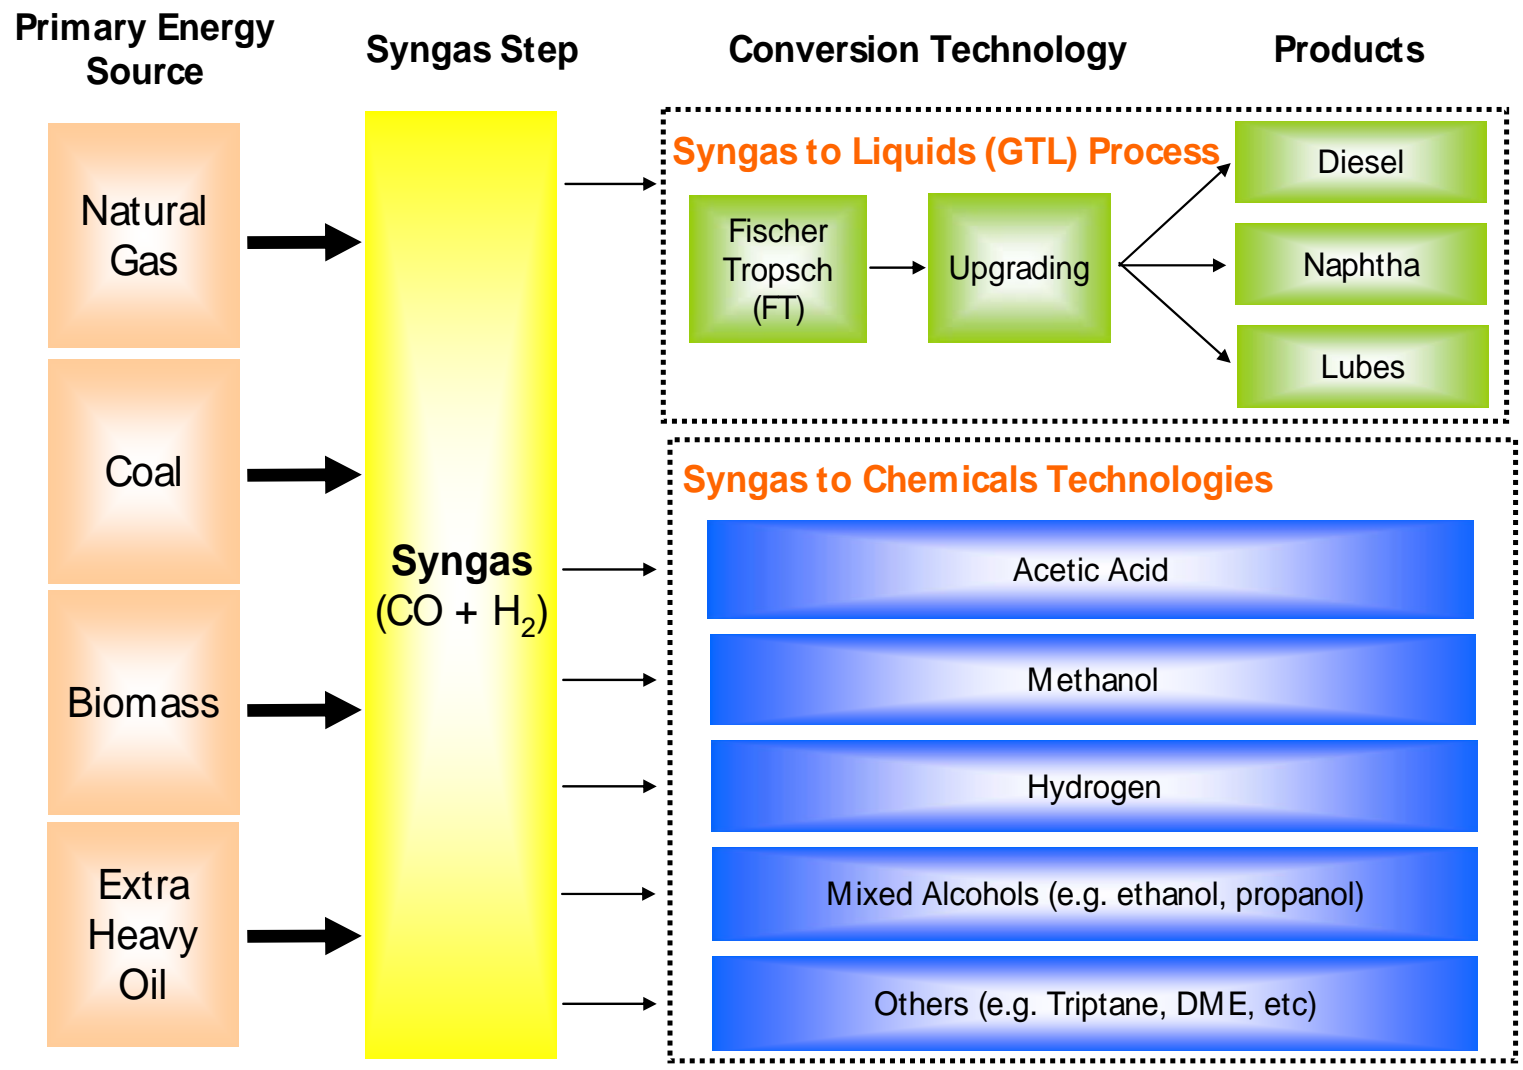 Primary Energy
Source
Syngas Step
Conversion Technology
Products
Natural
Gas
Coal
Biomass
Extra
Heavy
Oil
Syngas
(CO + H₂)
Syngas to Liquids (GTL) Process
Fischer
Tropsch
(FT)
Upgrading
Diesel
Naphtha
Lubes
Syngas to Chemicals Technologies
Acetic Acid
Methanol
Hydrogen
Mixed Alcohols (e.g. ethanol, propanol)
Others (e.g. Triptane, DME, etc)